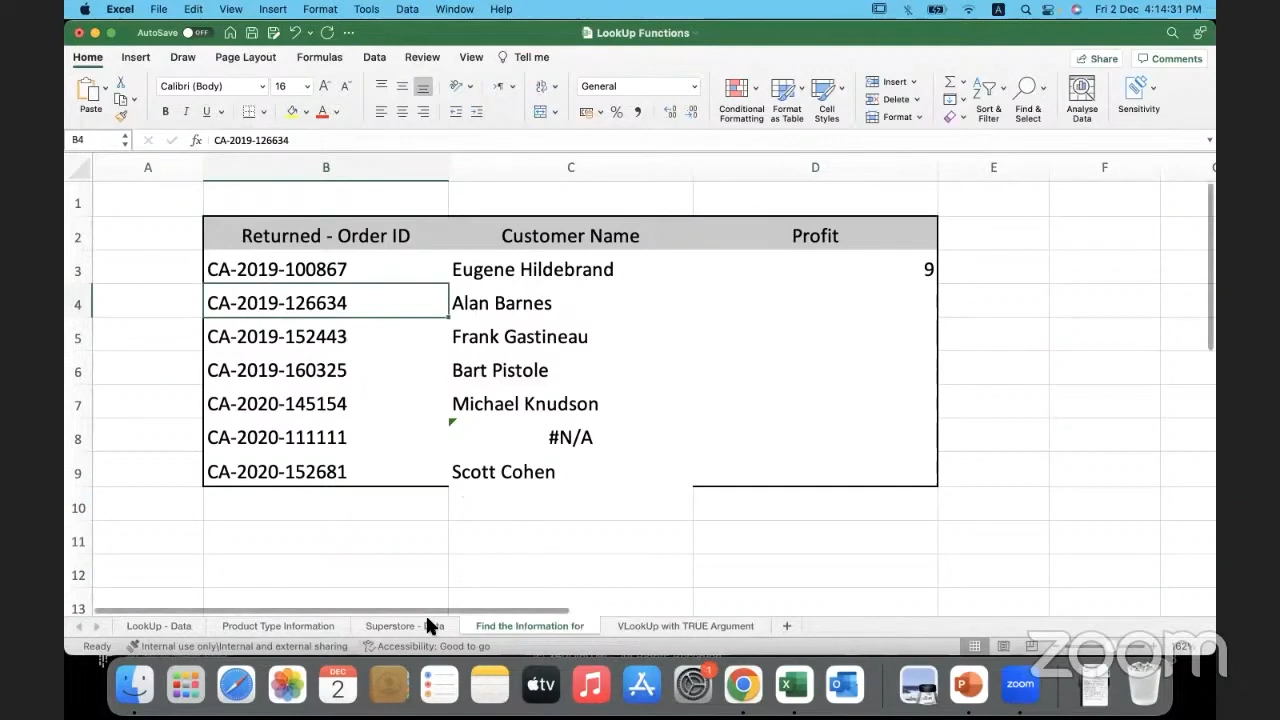 Excel File Edit View Insert Format Tools Data Window Help A Fri 2 Dec 4:14:31 PM
AutoSave OFF LookUp Functions
Home Insert Draw Page Layout Formulas Data Review View Tell me Share Comments
Calibri (Body) 16 General Insert
Paste B I U Conditional Formatting Format as Table Cell Styles Delete Sort & Filter Find & Select Analyse Data Sensitivity
Format
B4 fx CA-2019-126634
A B C D E F
1
2 Returned - Order ID Customer Name Profit
3 CA-2019-100867 Eugene Hildebrand 9
4 CA-2019-126634 Alan Barnes
5 CA-2019-152443 Frank Gastineau
6 CA-2019-160325 Bart Pistole
7 CA-2020-145154 Michael Knudson
8 CA-2020-111111 #N/A
9 CA-2020-152681 Scott Cohen
10
11
12
13
LookUp - Data Product Type Information Superstore - Data Find the Information for VLookUp with TRUE Argument +
Ready Internal use only\Internal and external sharing Accessibility: Good to go
zoom
DEC
2 tv 1 X P O zoom